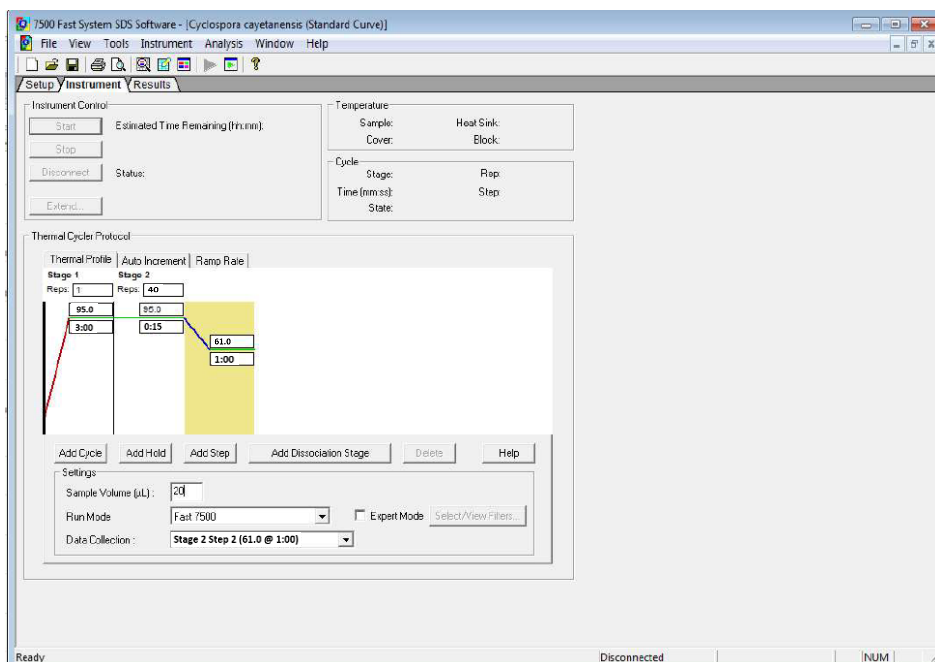 7500 Fast System SDS Software - [Cyclospora cayetanensis (Standard Curve)]
File View Tools Instrument Analysis Window Help
Setup Instrument Results
Instrument Control
Start Estimated Time Remaining (hh:mm):
Stop
Disconnect Status:
Extend...
Temperature
Sample: Heat Sink:
Cover: Block:
Cycle
Stage: Rep:
Time (mm:ss): Step:
State:
Thermal Cycler Protocol
Thermal Profile Auto Increment Ramp Rate
Stage 1 Stage 2
Reps: 1 Reps: 40
95.0 95.0
3:00 0:15
61.0
1:00
Add Cycle Add Hold Add Step Add Dissociation Stage Delete Help
Settings
Sample Volume (µL) : 20
Run Mode Fast 7500 Expert Mode Select/View Filters...
Data Collection : Stage 2 Step 2 (61.0 @ 1:00)
Ready Disconnected NUM